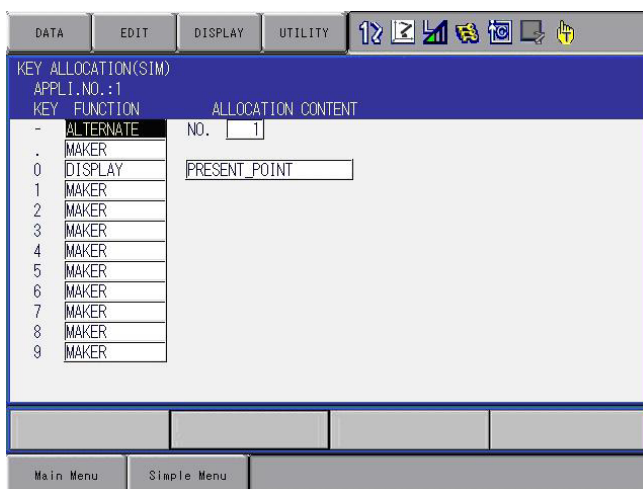 DATA EDIT DISPLAY UTILITY
KEY ALLOCATION(SIM)
APPLI.NO.:1
KEY FUNCTION ALLOCATION CONTENT
- ALTERNATE NO. 1
. MAKER
0 DISPLAY PRESENT_POINT
1 MAKER
2 MAKER
3 MAKER
4 MAKER
5 MAKER
6 MAKER
7 MAKER
8 MAKER
9 MAKER
Main Menu Simple Menu